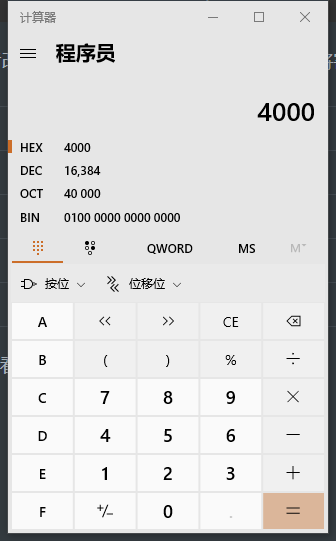 计算器
程序员
4000
HEX 4000
DEC 16,384
OCT 40 000
BIN 0100 0000 0000 0000
QWORD MS M
按位 位移位
A << >> CE
B ( ) % ÷
C 7 8 9 ×
D 4 5 6 −
E 1 2 3 +
F +/− 0 . =